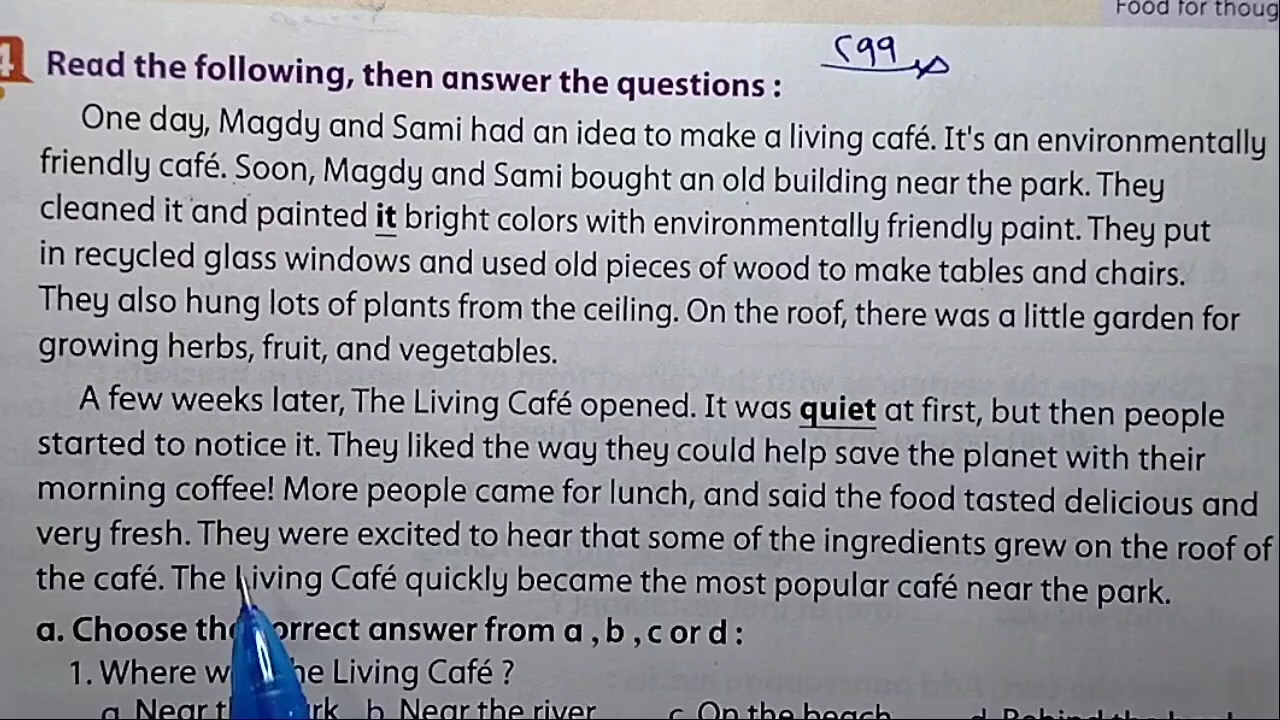 Food for thoug
4 Read the following, then answer the questions :
٢٩٩
One day, Magdy and Sami had an idea to make a living café. It's an environmentally
friendly café. Soon, Magdy and Sami bought an old building near the park. They
cleaned it and painted it bright colors with environmentally friendly paint. They put
in recycled glass windows and used old pieces of wood to make tables and chairs.
They also hung lots of plants from the ceiling. On the roof, there was a little garden for
growing herbs, fruit, and vegetables.
A few weeks later, The Living Café opened. It was quiet at first, but then people
started to notice it. They liked the way they could help save the planet with their
morning coffee! More people came for lunch, and said the food tasted delicious and
very fresh. They were excited to hear that some of the ingredients grew on the roof of
the café. The Living Café quickly became the most popular café near the park.
a. Choose the correct answer from a , b , c or d :
1. Where w he Living Café ?
a. Near t rk b. Near the river c. On the beach d. Behind the